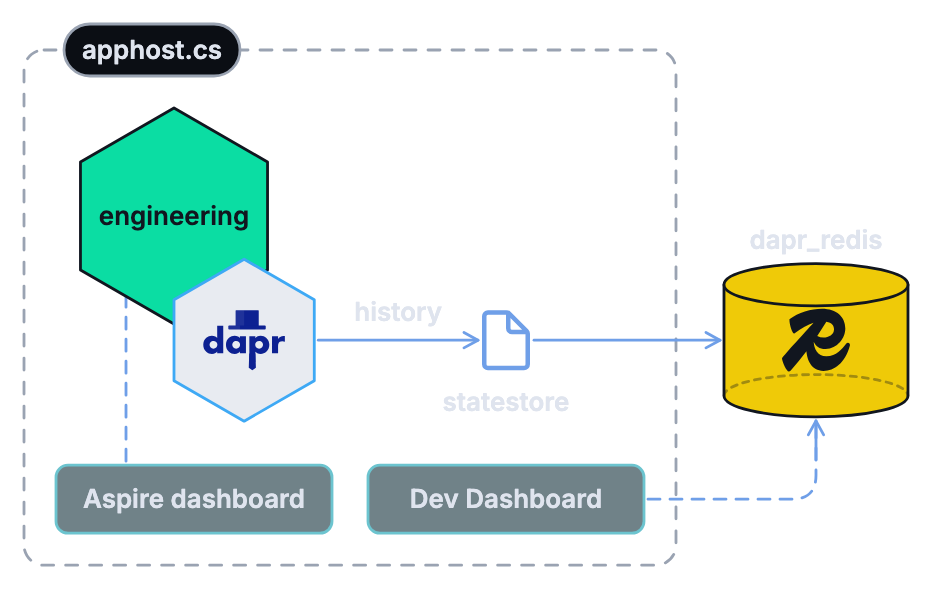 apphost.cs
engineering
dapr_redis
history
dapr
statestore
Aspire dashboard
Dev Dashboard